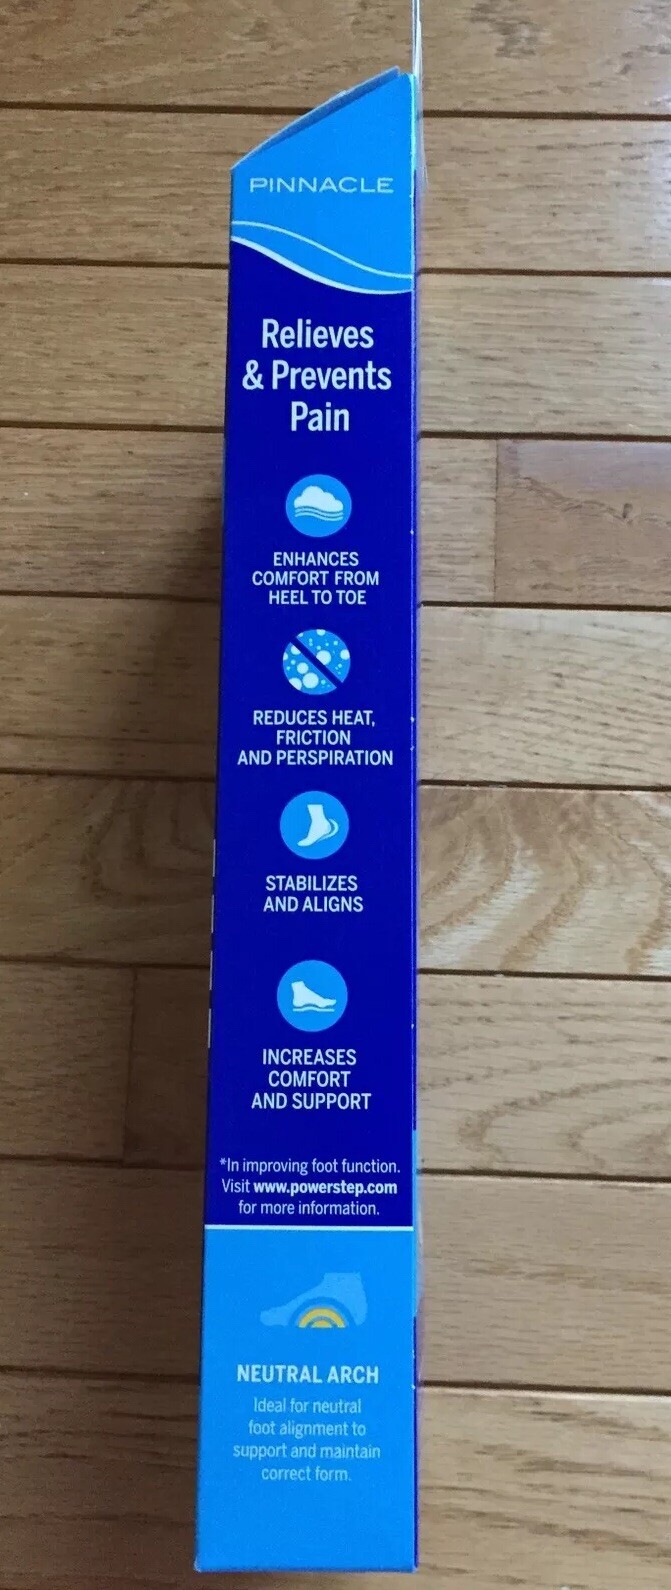 PINNACLE
Relieves
& Prevents
Pain
ENHANCES
COMFORT FROM
HEEL TO TOE
REDUCES HEAT,
FRICTION
AND PERSPIRATION
STABILIZES
AND ALIGNS
INCREASES
COMFORT
AND SUPPORT
*In improving foot function.
Visit www.powerstep.com
for more information.
NEUTRAL ARCH
Ideal for neutral
foot alignment to
support and maintain
correct form.